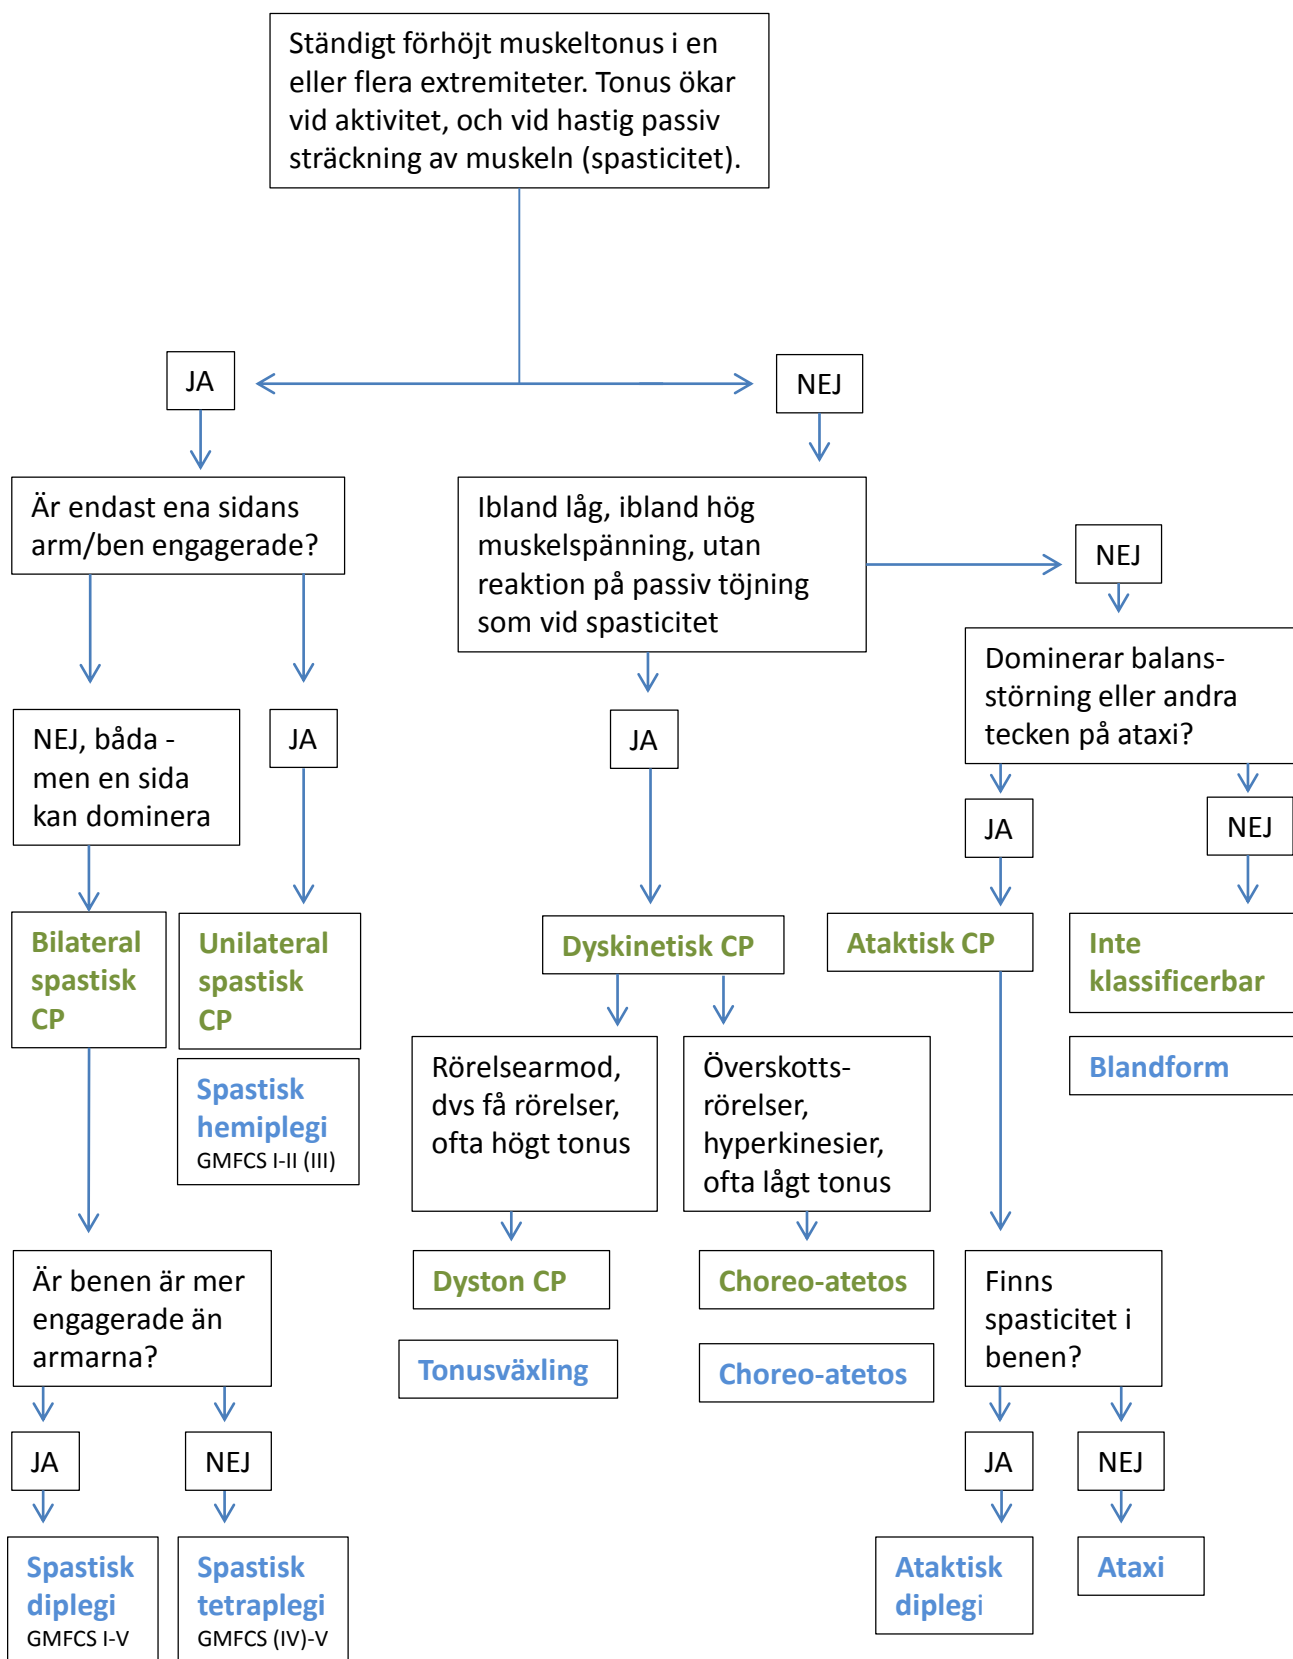 Ständigt förhöjt muskeltonus i en
eller flera extremiteter. Tonus ökar
vid aktivitet, och vid hastig passiv
sträckning av muskeln (spasticitet).
JA
NEJ
Är endast ena sidans
arm/ben engagerade?
Ibland låg, ibland hög
muskelspänning, utan
reaktion på passiv töjning
som vid spasticitet
NEJ
Dominerar balans-
störning eller andra
tecken på ataxi?
NEJ, båda -
men en sida
kan dominera
JA
JA
JA
NEJ
Bilateral
spastisk
CP
Unilateral
spastisk
CP
Dyskinetisk CP
Ataktisk CP
Inte
klassificerbar
Blandform
Spastisk
hemiplegi
GMFCS I-II (III)
Rörelsearmod,
dvs få rörelser,
ofta högt tonus
Överskotts-
rörelser,
hyperkinesier,
ofta lågt tonus
Är benen är mer
engagerade än
armarna?
Dyston CP
Choreo-atetos
Finns
spasticitet i
benen?
Tonusväxling
Choreo-atetos
JA
NEJ
JA
NEJ
Spastisk
diplegi
GMFCS I-V
Spastisk
tetraplegi
GMFCS (IV)-V
Ataktisk
diplegi
Ataxi